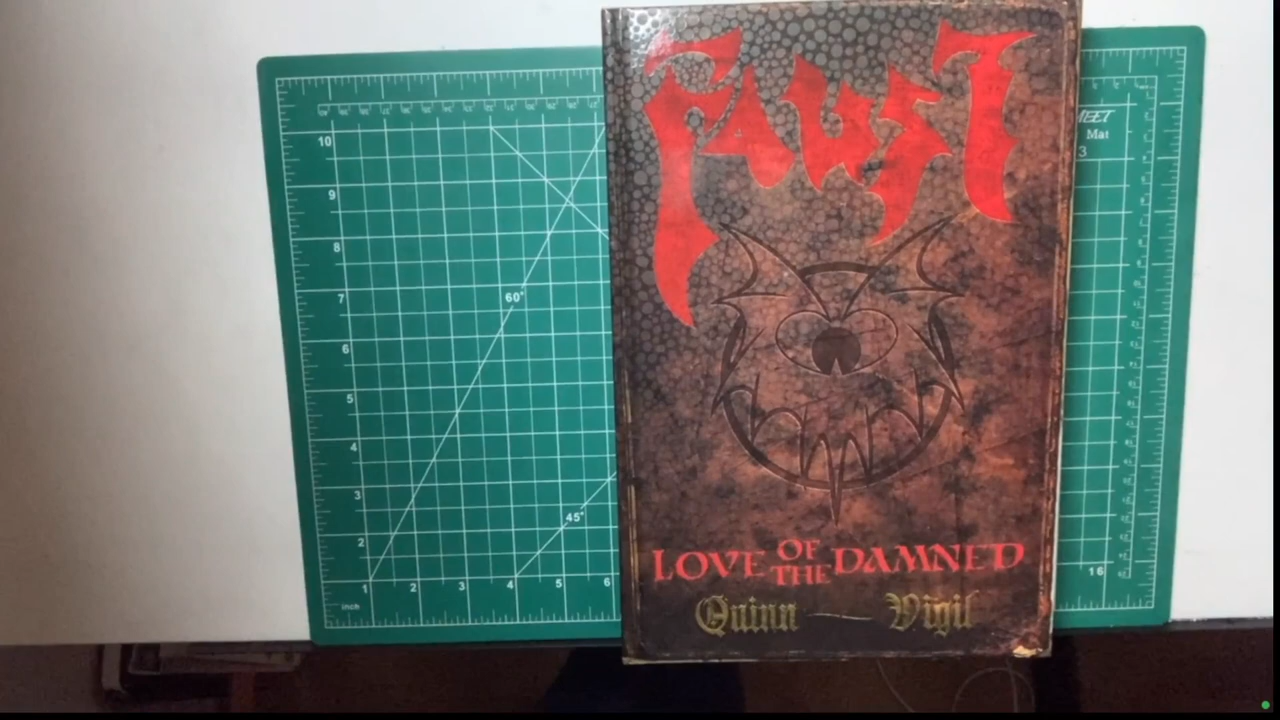 FAUST
LOVE OF THE DAMNED
Quinn Vigil
10
9
8
7
6
5
4
3
2
1 2 3 4 5 6
inch
60°
45°
Mat
3
16